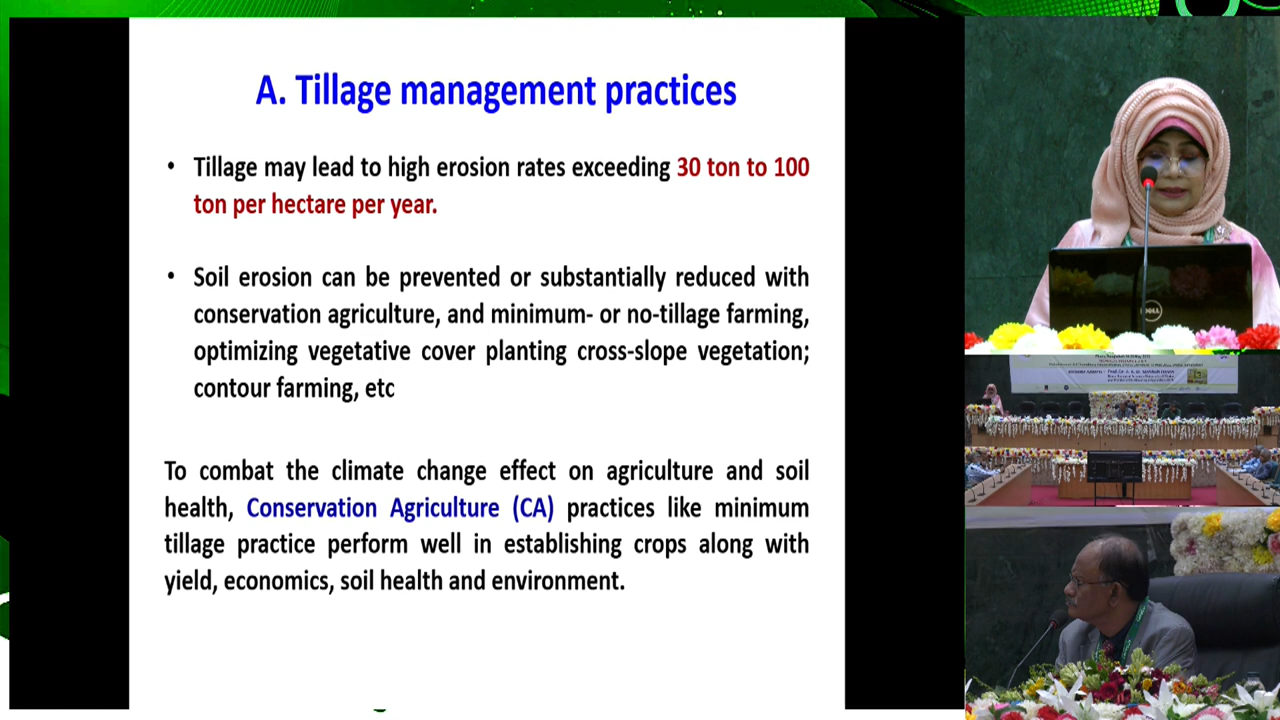 A. Tillage management practices
• Tillage may lead to high erosion rates exceeding 30 ton to 100
ton per hectare per year.
• Soil erosion can be prevented or substantially reduced with
conservation agriculture, and minimum- or no-tillage farming,
optimizing vegetative cover planting cross-slope vegetation;
contour farming, etc
To combat the climate change effect on agriculture and soil
health, Conservation Agriculture (CA) practices like minimum
tillage practice perform well in establishing crops along with
yield, economics, soil health and environment.
DELL